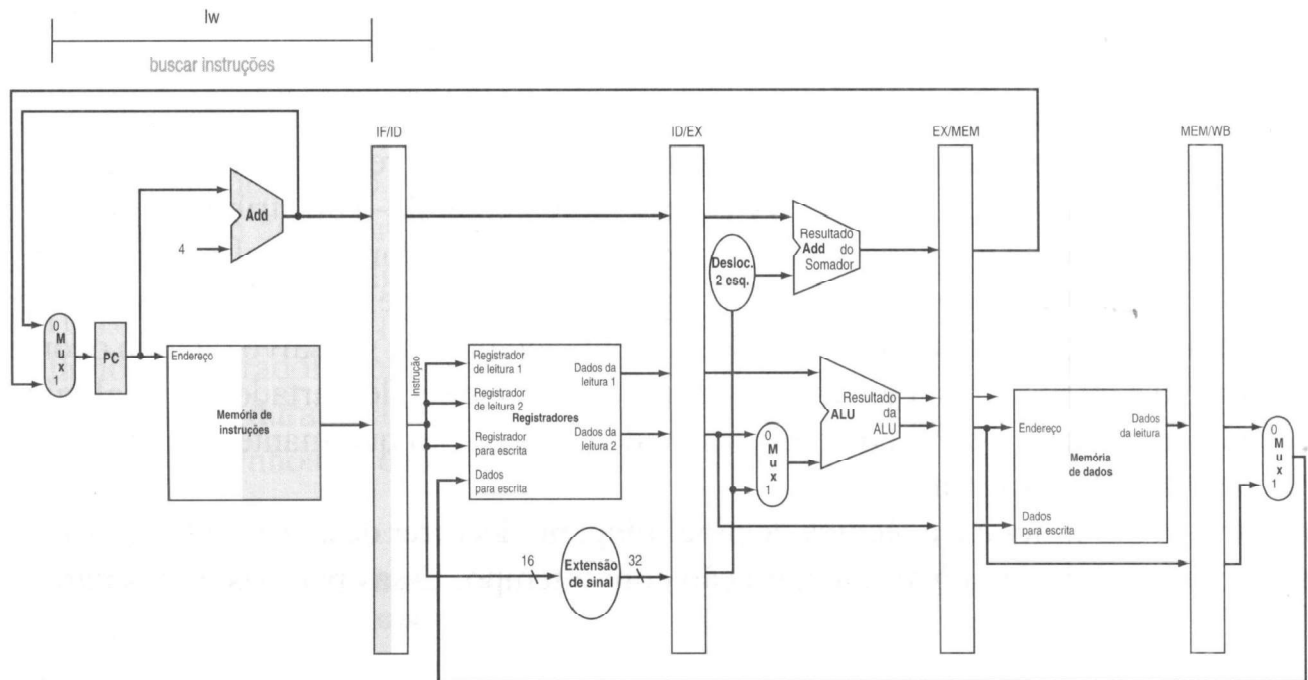 lw
buscar instruções
IF/ID
ID/EX
EX/MEM
MEM/WB
Add
4
Desloc.
2 esq.
Resultado
Add do
Somador
0
M
u
x
1
PC
Endereço
Memória de
instruções
Instrução
Registrador
de leitura 1
Registrador
de leitura 2
Registradores
Registrador
para escrita
Dados
para escrita
Dados da
leitura 1
Dados da
leitura 2
0
M
u
x
1
Resultado
ALU da
ALU
Endereço
Dados
da leitura
Memória
de dados
Dados
para escrita
0
M
u
x
1
16
Extensão
de sinal
32